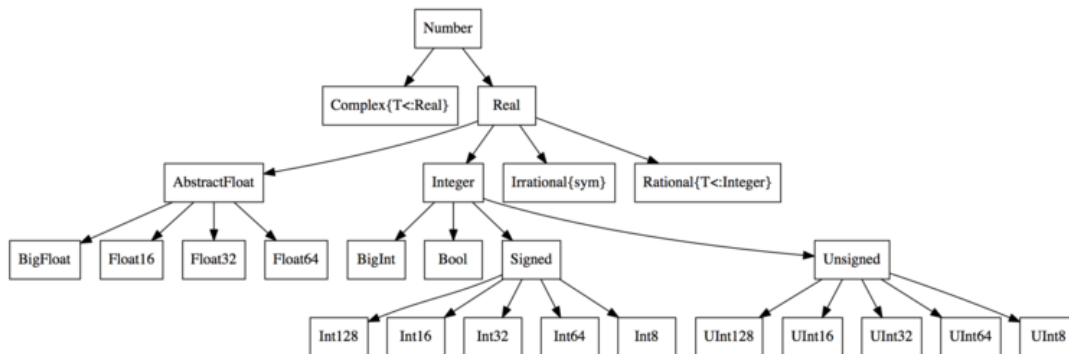 Number
Complex{T<:Real}
Real
AbstractFloat
Integer
Irrational{sym}
Rational{T<:Integer}
BigFloat
Float16
Float32
Float64
BigInt
Bool
Signed
Unsigned
Int128
Int16
Int32
Int64
Int8
UInt128
UInt16
UInt32
UInt64
UInt8